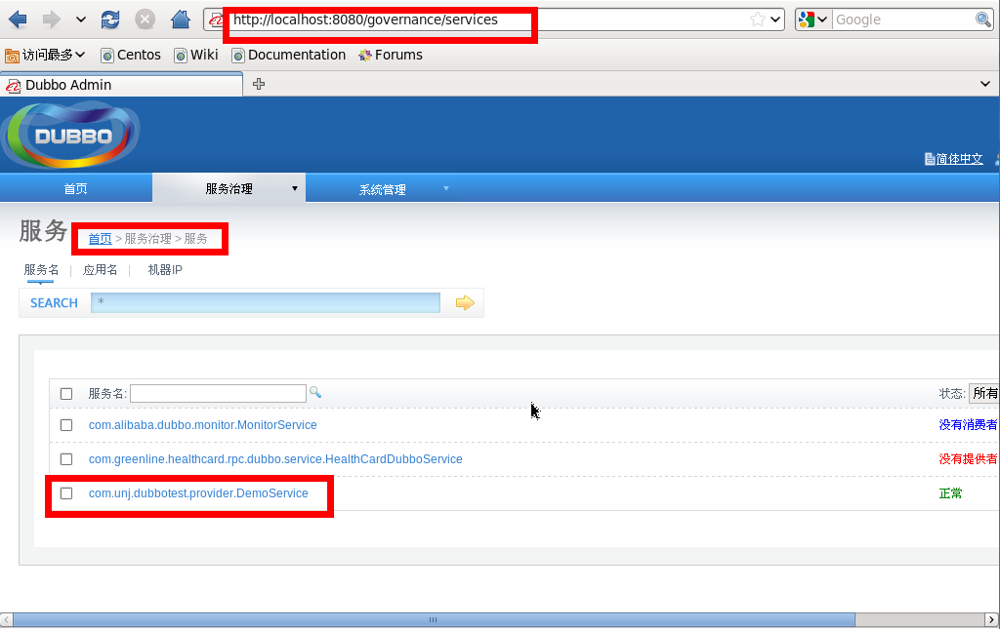 http://localhost:8080/governance/services
Google
访问最多 Centos Wiki Documentation Forums
Dubbo Admin
DUBBO
简体中文
首页 服务治理 系统管理
服务 首页 > 服务治理 > 服务
服务名 | 应用名 | 机器IP
SEARCH *
服务名: 状态: 所有
com.alibaba.dubbo.monitor.MonitorService 没有消费者
com.greenline.healthcard.rpc.dubbo.service.HealthCardDubboService 没有提供者
com.unj.dubbotest.provider.DemoService 正常